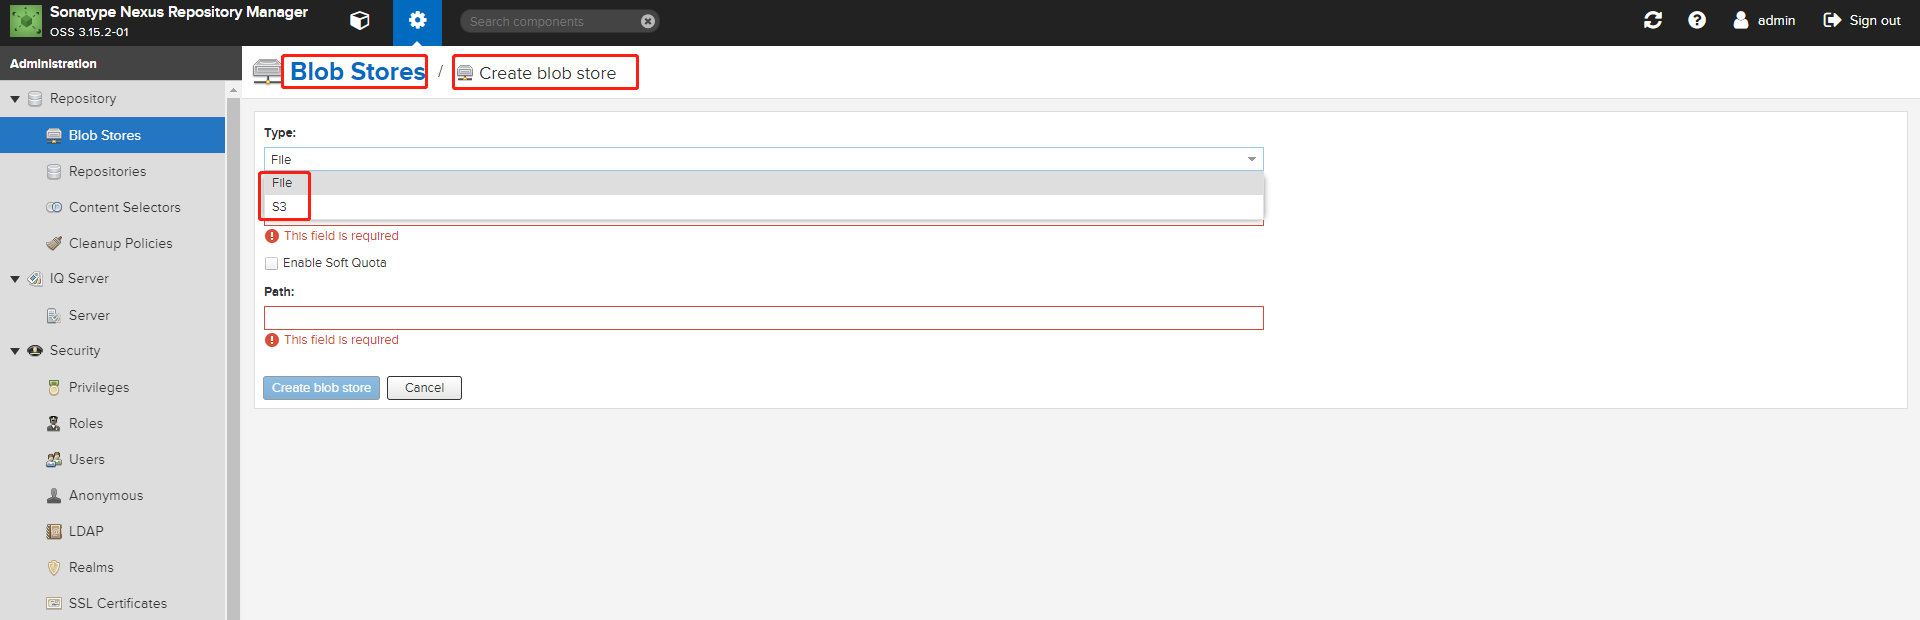 Sonatype Nexus Repository Manager
OSS 3.15.2-01
Search components
admin
Sign out
Administration
Repository
Blob Stores
Repositories
Content Selectors
Cleanup Policies
IQ Server
Server
Security
Privileges
Roles
Users
Anonymous
LDAP
Realms
SSL Certificates
Blob Stores / Create blob store
Type:
File
File
S3
This field is required
Enable Soft Quota
Path:
This field is required
Create blob store
Cancel